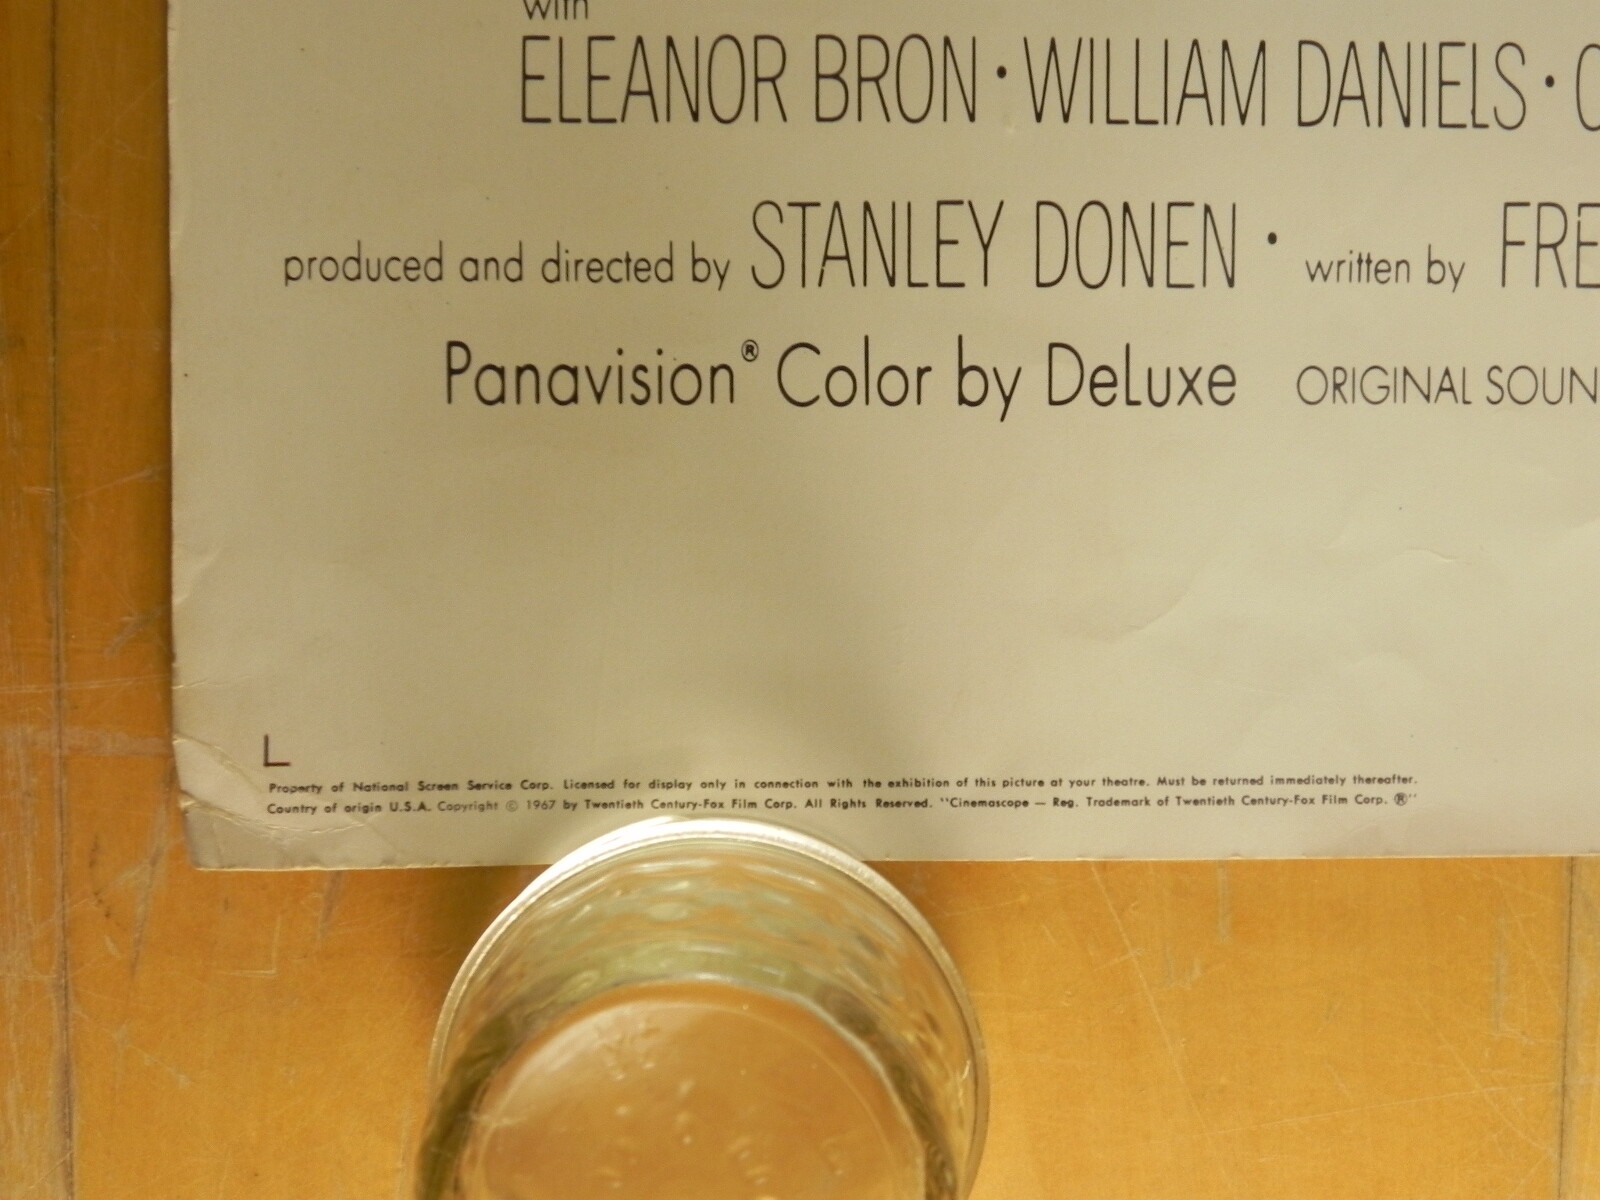 with
ELEANOR BRON · WILLIAM DANIELS ·
produced and directed by STANLEY DONEN · written by FRE
Panavision® Color by DeLuxe ORIGINAL SOUN
L
Property of National Screen Service Corp. Licensed for display only in connection with the exhibition of this picture at your theatre. Must be returned immediately thereafter.
Country of origin U.S.A. Copyright © 1967 by Twentieth Century-Fox Film Corp. All Rights Reserved. "Cinemascope — Reg. Trademark of Twentieth Century-Fox Film Corp. ®"